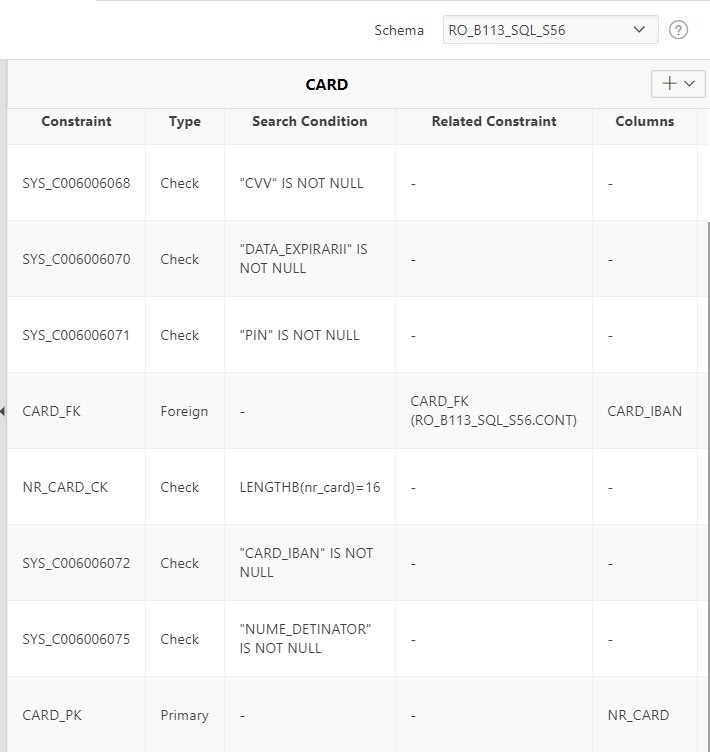 Schema RO_B113_SQL_S56
CARD
Constraint Type Search Condition Related Constraint Columns
SYS_C006006068 Check "CVV" IS NOT NULL - -
SYS_C006006070 Check "DATA_EXPIRARII" IS NOT NULL - -
SYS_C006006071 Check "PIN" IS NOT NULL - -
CARD_FK Foreign - CARD_FK (RO_B113_SQL_S56.CONT) CARD_IBAN
NR_CARD_CK Check LENGTHB(nr_card)=16 - -
SYS_C006006072 Check "CARD_IBAN" IS NOT NULL - -
SYS_C006006075 Check "NUME_DETINATOR" IS NOT NULL - -
CARD_PK Primary - - NR_CARD